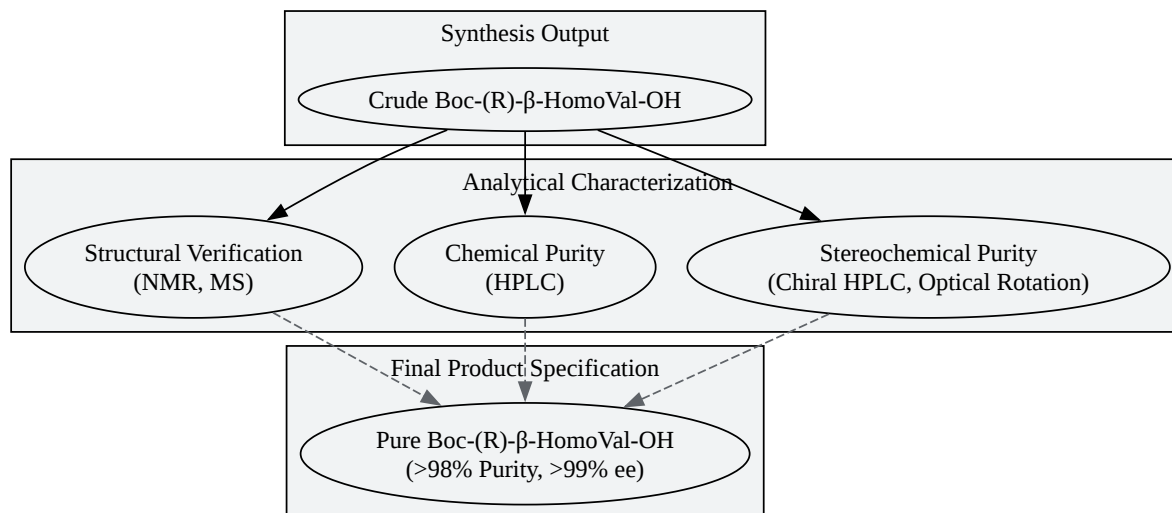 Synthesis Output
Crude Boc-(R)-β-HomoVal-OH
Analytical Characterization
Structural Verification
(NMR, MS)
Chemical Purity
(HPLC)
Stereochemical Purity
(Chiral HPLC, Optical Rotation)
Final Product Specification
Pure Boc-(R)-β-HomoVal-OH
(>98% Purity, >99% ee)